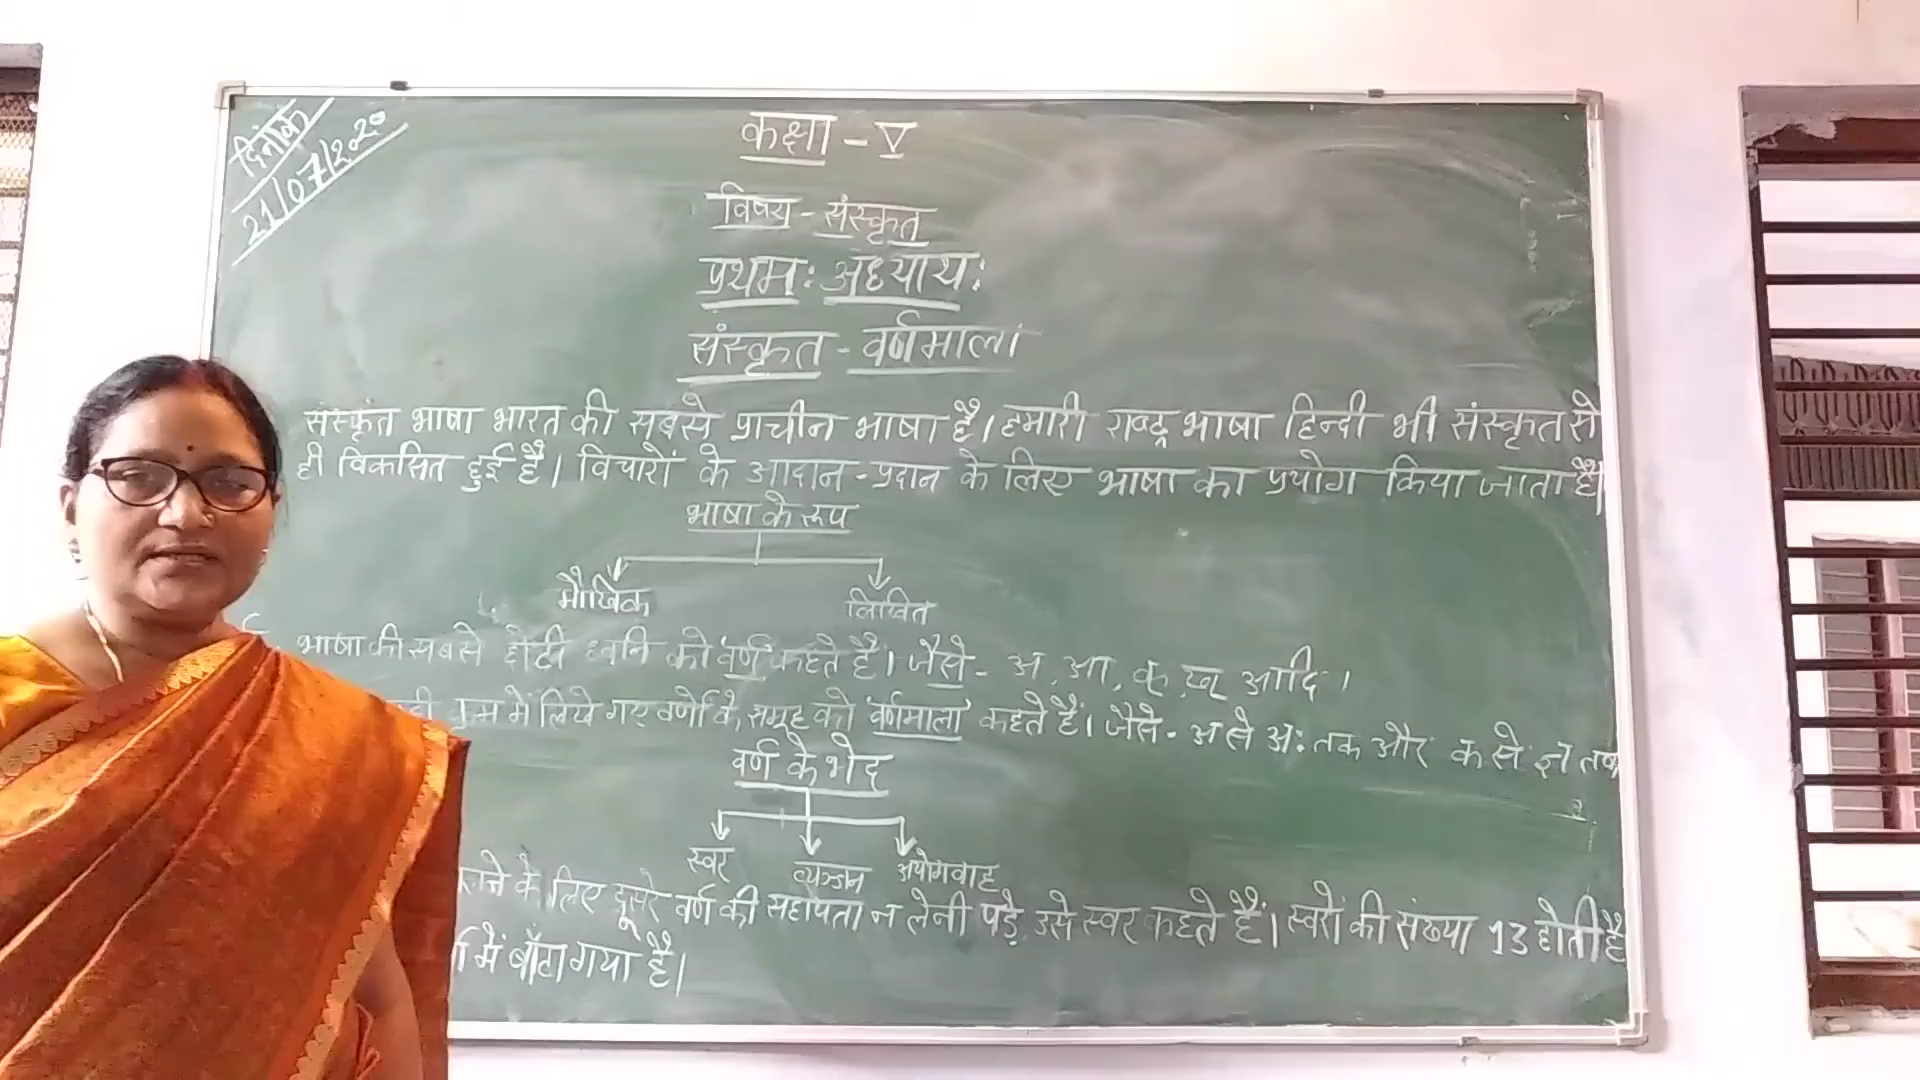 दिनाँक
21/07/2020
कक्षा - V
विषय - संस्कृत
प्रथम: अध्याय:
संस्कृत - वर्णमाला
संस्कृत भाषा भारत की सबसे प्राचीन भाषा है। हमारी राष्ट्र भाषा हिन्दी भी संस्कृत से
ही विकसित हुई है। विचारों के आदान-प्रदान के लिए भाषा का प्रयोग किया जाता है।
भाषा के रूप
मौखिक लिखित
भाषा की सबसे छोटी ध्वनि को 'वर्ण' कहते है। जैसे - अ, आ, क्, ख् आदि।
क्रम में लिखे गए वर्णों के समूह को 'वर्णमाला' कहते हैं। जैसे - अ से अ: तक और क से ज्ञ तक
वर्ण के भेद
स्वर व्यञ्जन अयोगवाह
के लिए दूसरे वर्ण की सहायता न लेनी पड़े उसे स्वर कहते हैं। स्वरों की संख्या 13 होती है
में बाँटा गया है।